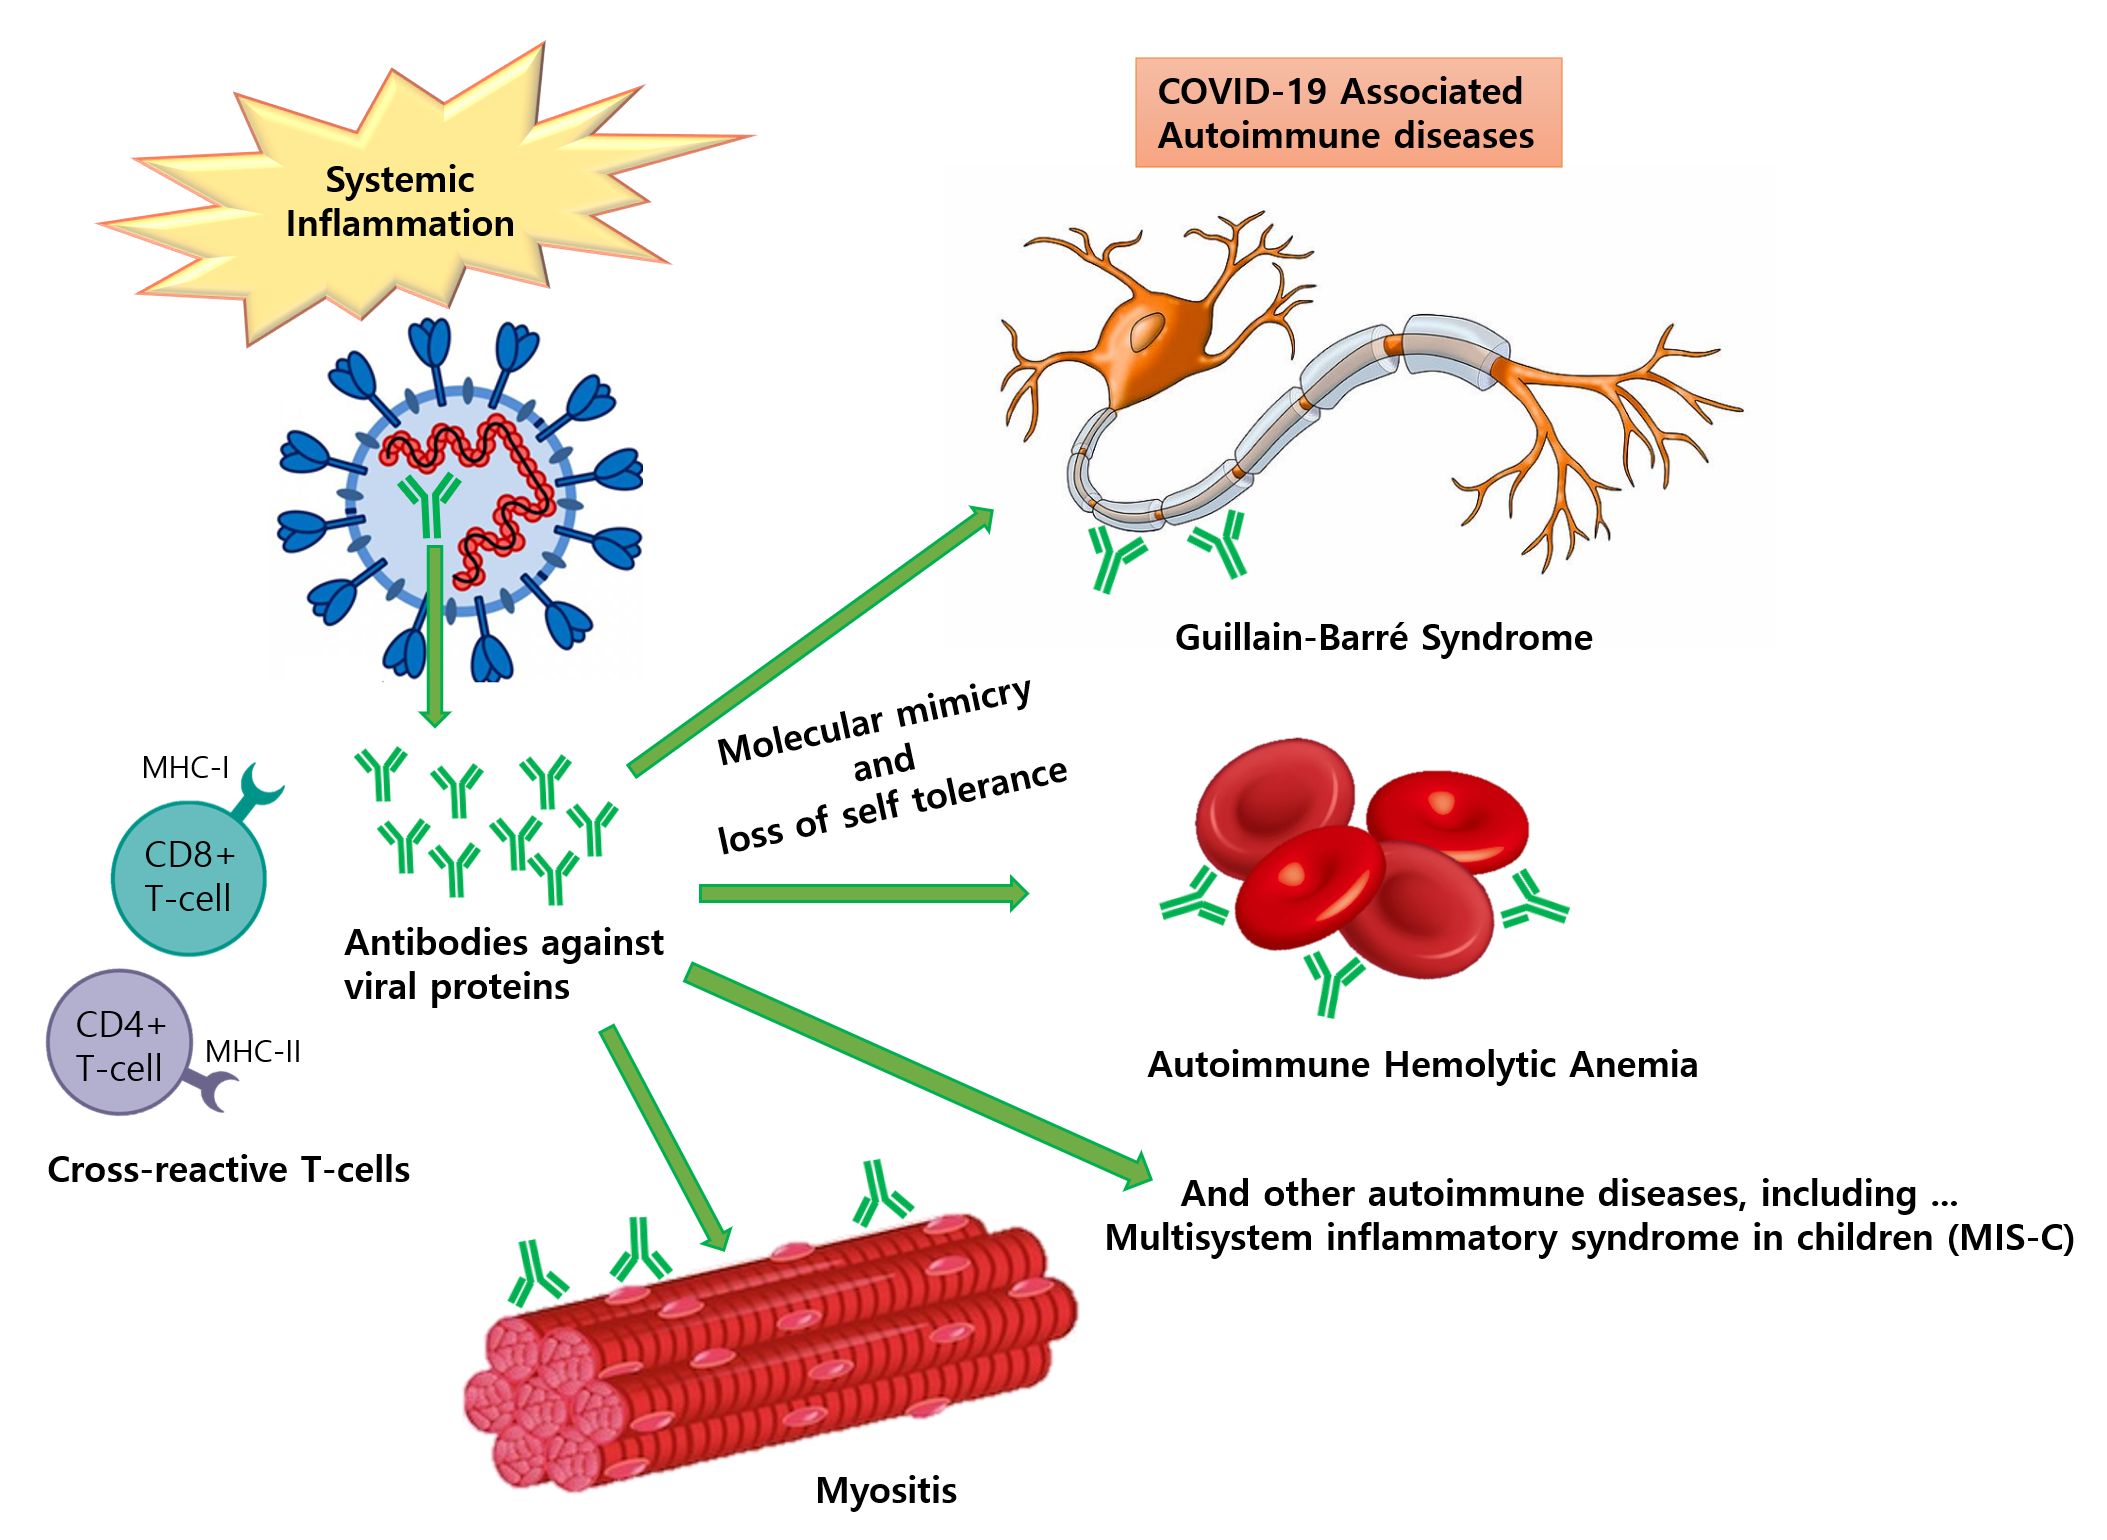 Systemic
Inflammation
COVID-19 Associated
Autoimmune diseases
Guillain-Barré Syndrome
Molecular mimicry
and
loss of self tolerance
MHC-I
CD8+
T-cell
Antibodies against
viral proteins
CD4+
T-cell
MHC-II
Cross-reactive T-cells
Autoimmune Hemolytic Anemia
And other autoimmune diseases, including ...
Multisystem inflammatory syndrome in children (MIS-C)
Myositis